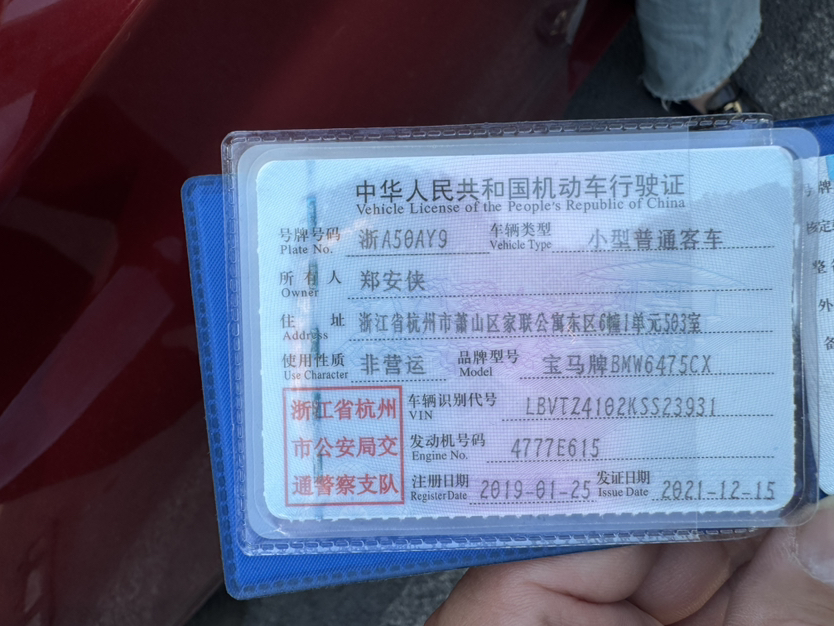 中华人民共和国机动车行驶证
Vehicle License of the People's Republic of China
号牌号码 浙A50AY9 车辆类型 小型普通客车
Plate No. Vehicle Type
所有人 郑安侠
Owner
住址 浙江省杭州市萧山区家联公寓东区6幢1单元503室
Address
使用性质 非营运 品牌型号 宝马牌BMW6475CX
Use Character Model
浙江省杭州
市公安局交
通警察支队
车辆识别代号 LBVTZ4102KSS23931
VIN
发动机号码 4777E615
Engine No.
注册日期 2019-01-25 发证日期 2021-12-15
Register Date Issue Date
号牌
核定
整
外
备